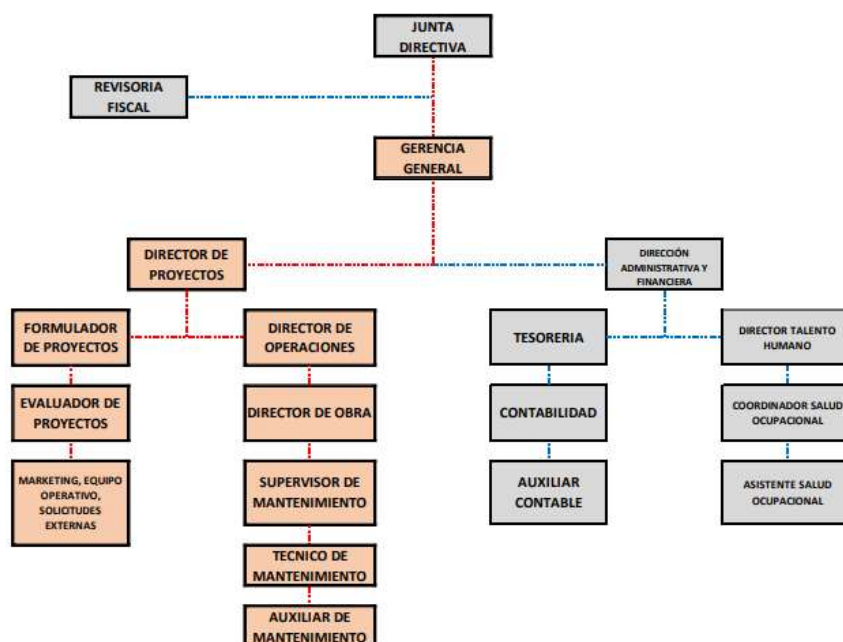 JUNTA
DIRECTIVA
REVISORIA
FISCAL
GERENCIA
GENERAL
DIRECTOR DE
PROYECTOS
DIRECCIÓN
ADMINISTRATIVA Y
FINANCIERA
FORMULADOR
DE PROYECTOS
DIRECTOR DE
OPERACIONES
TESORERIA
DIRECTOR TALENTO
HUMANO
EVALUADOR DE
PROYECTOS
DIRECTOR DE OBRA
CONTABILIDAD
COORDINADOR SALUD
OCUPACIONAL
MARKETING, EQUIPO
OPERATIVO,
SOLICITUDES
EXTERNAS
SUPERVISOR DE
MANTENIMIENTO
AUXILIAR
CONTABLE
ASISTENTE SALUD
OCUPACIONAL
TECNICO DE
MANTENIMIENTO
AUXILIAR DE
MANTENIMIENTO